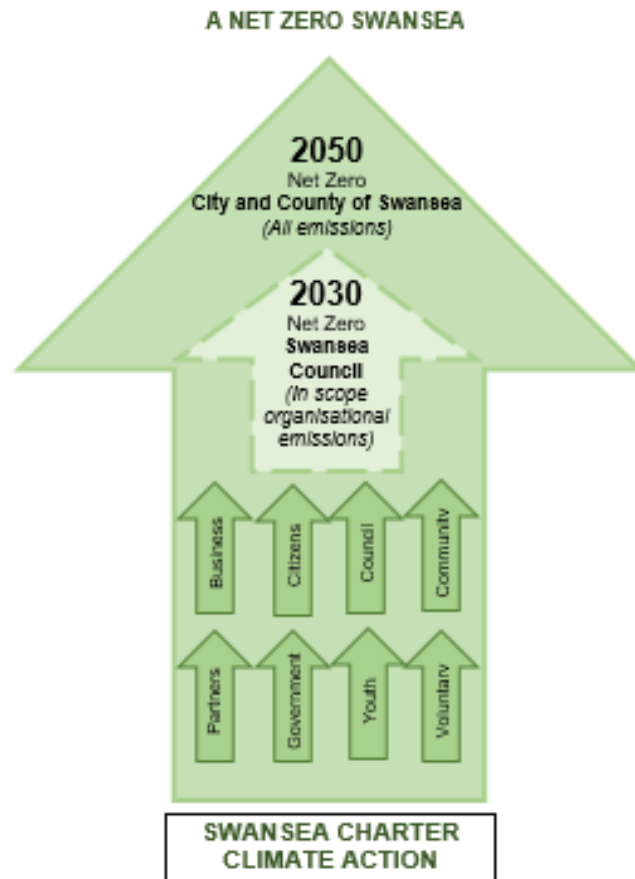 A NET ZERO SWANSEA
2050
Net Zero
City and County of Swansea
(All emissions)
2030
Net Zero
Swansea
Council
(In scope
organisational
emissions)
Business
Citizens
Council
Community
Partners
Government
Youth
Voluntary
SWANSEA CHARTER
CLIMATE ACTION